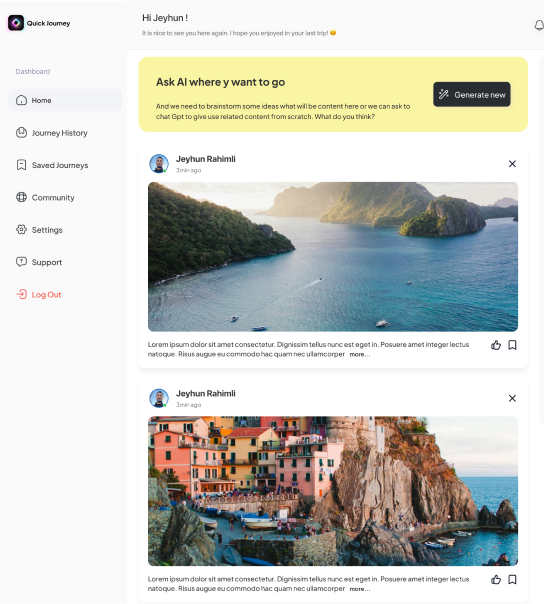 Quick Journey
Hi Jeyhun !
It is nice to see you here again. I hope you enjoyed in your last trip! 😊
Dashboard
Home
Journey History
Saved Journeys
Community
Settings
Support
Log Out
Ask AI where y want to go
And we need to brainstorm some ideas what will be content here or we can ask to
chat Gpt to give use related content from scratch. What do you think?
Generate new
Jeyhun Rahimli
3min ago
Lorem ipsum dolor sit amet consectetur. Dignissim tellus nunc est eget in. Posuere amet integer lectus
natoque. Risus augue eu commodo hac quam nec ullamcorper more...
Jeyhun Rahimli
3min ago
Lorem ipsum dolor sit amet consectetur. Dignissim tellus nunc est eget in. Posuere amet integer lectus
natoque. Risus augue eu commodo hac quam nec ullamcorper more...